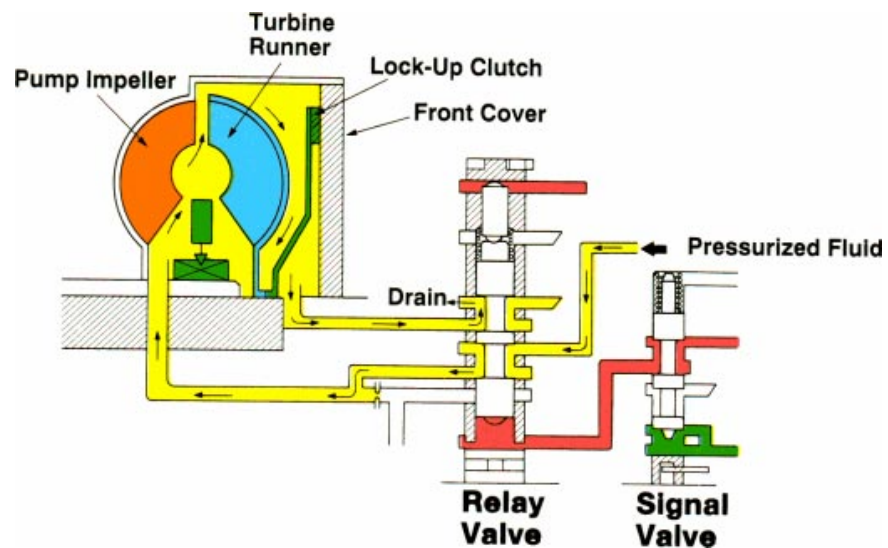 Turbine
Runner
Pump Impeller
Lock-Up Clutch
Front Cover
Pressurized Fluid
Drain
Relay
Valve
Signal
Valve